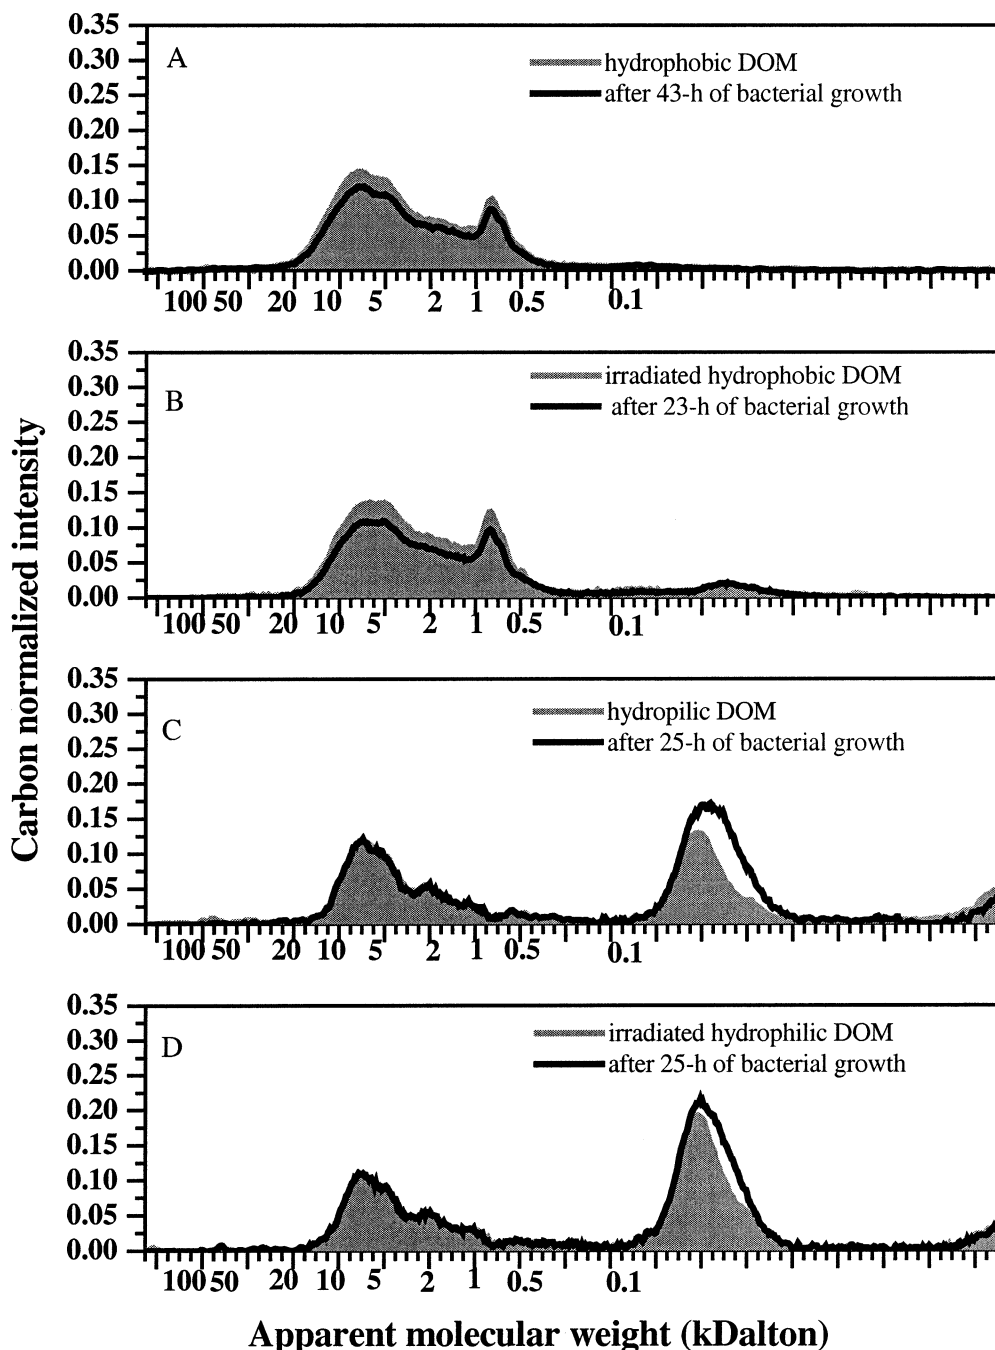 0.35
A
0.30
hydrophobic DOM
0.25
after 43-h of bacterial growth
0.20
0.15
0.10
0.05
0.00
100 50 20 10 5 2 1 0.5 0.1
0.35
0.30
irradiated hydrophobic DOM
B
0.25
after 23-h of bacterial growth
0.20
0.15
0.10
0.05
0.00
100 50 20 10 5 2 1 0.5 0.1
Carbon normalized intensity
0.35
0.30
hydropilic DOM
C
0.25
after 25-h of bacterial growth
0.20
0.15
0.10
0.05
0.00
100 50 20 10 5 2 1 0.5 0.1
0.35
0.30
irradiated hydrophilic DOM
D
0.25
after 25-h of bacterial growth
0.20
0.15
0.10
0.05
0.00
100 50 20 10 5 2 1 0.5 0.1
Apparent molecular weight (kDalton)